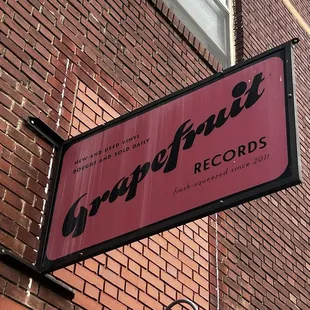 NEW AND USED VINYL
BOUGHT AND SOLD DAILY
Grapefruit
RECORDS
fresh-squeezed since 2011